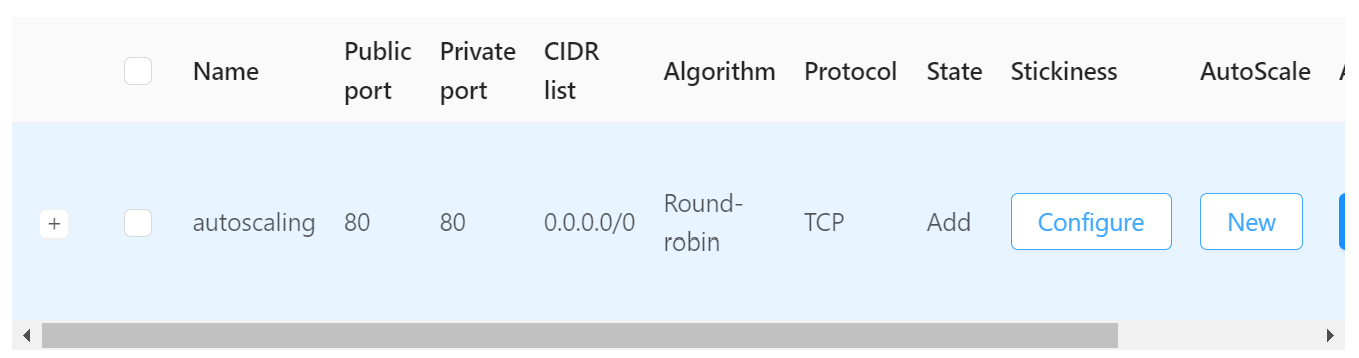 Name Public port Private port CIDR list Algorithm Protocol State Stickiness AutoScale
+ autoscaling 80 80 0.0.0.0/0 Round-robin TCP Add Configure New